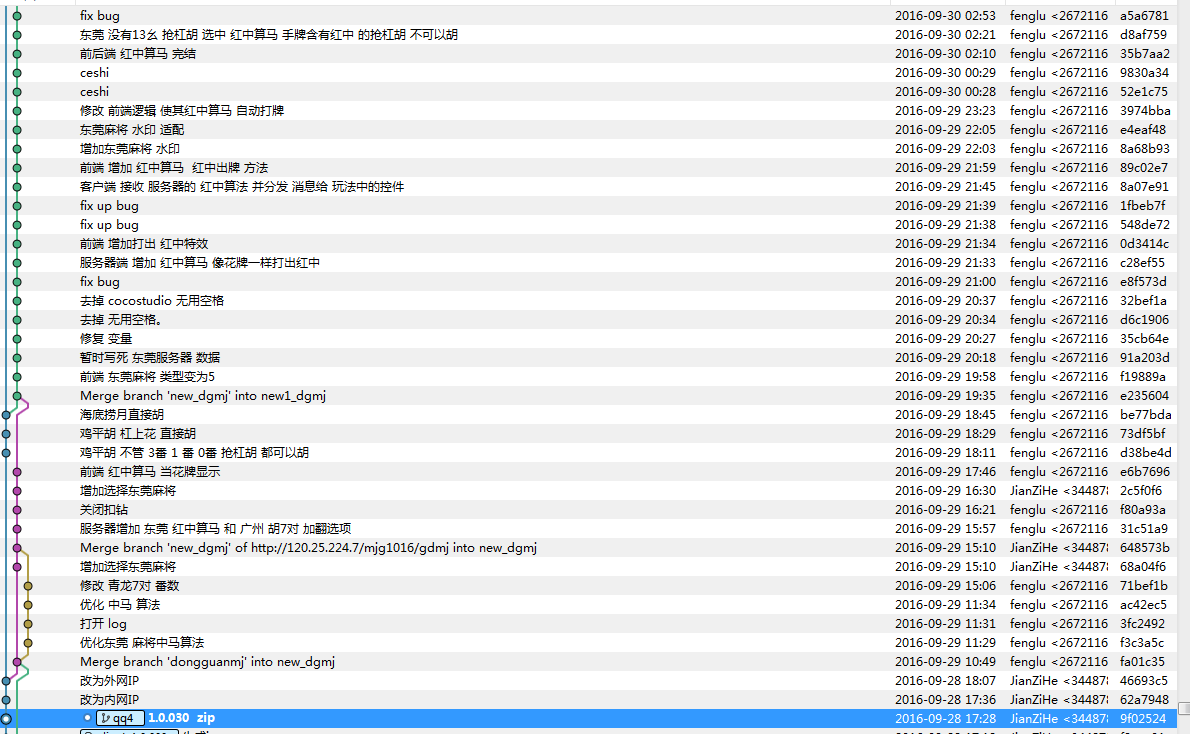 fix bug 2016-09-30 02:53 fenglu <2672116 a5a6781
东莞 没有13幺 抢杠胡 选中 红中算马 手牌含有红中 的抢杠胡 不可以胡 2016-09-30 02:21 fenglu <2672116 d8af759
前后端 红中算马 完结 2016-09-30 02:10 fenglu <2672116 35b7aa2
ceshi 2016-09-30 00:29 fenglu <2672116 9830a34
ceshi 2016-09-30 00:28 fenglu <2672116 52e1c75
修改 前端逻辑 使其红中算马 自动打牌 2016-09-29 23:23 fenglu <2672116 3974bba
东莞麻将 水印 适配 2016-09-29 22:05 fenglu <2672116 e4eaf48
增加东莞麻将 水印 2016-09-29 22:03 fenglu <2672116 8a68b93
前端 增加 红中算马 红中出牌 方法 2016-09-29 21:59 fenglu <2672116 89c02e7
客户端 接收 服务器的 红中算法 并分发 消息给 玩法中的控件 2016-09-29 21:45 fenglu <2672116 8a07e91
fix up bug 2016-09-29 21:39 fenglu <2672116 1fbeb7f
fix up bug 2016-09-29 21:38 fenglu <2672116 548de72
前端 增加打出 红中特效 2016-09-29 21:34 fenglu <2672116 0d3414c
服务器端 增加 红中算马 像花牌一样打出红中 2016-09-29 21:33 fenglu <2672116 c28ef55
fix bug 2016-09-29 21:00 fenglu <2672116 e8f573d
去掉 cocostudio 无用空格 2016-09-29 20:37 fenglu <2672116 32bef1a
去掉 无用空格。 2016-09-29 20:34 fenglu <2672116 d6c1906
修复 变量 2016-09-29 20:27 fenglu <2672116 35cb64e
暂时写死 东莞服务器 数据 2016-09-29 20:18 fenglu <2672116 91a203d
前端 东莞麻将 类型变为5 2016-09-29 19:58 fenglu <2672116 f19889a
Merge branch 'new_dgmj' into new1_dgmj 2016-09-29 19:35 fenglu <2672116 e235604
海底捞月直接胡 2016-09-29 18:45 fenglu <2672116 be77bda
鸡平胡 杠上花 直接胡 2016-09-29 18:29 fenglu <2672116 73df5bf
鸡平胡 不管 3番 1 番 0番 抢杠胡 都可以胡 2016-09-29 18:11 fenglu <2672116 d38be4d
前端 红中算马 当花牌显示 2016-09-29 17:46 fenglu <2672116 e6b7696
增加选择东莞麻将 2016-09-29 16:30 JianZiHe <34487 2c5f0f6
关闭扣钻 2016-09-29 16:21 fenglu <2672116 f80a93a
服务器增加 东莞 红中算马 和 广州 胡7对 加翻选项 2016-09-29 15:57 fenglu <2672116 31c51a9
Merge branch 'new_dgmj' of http://120.25.224.7/mjg1016/gdmj into new_dgmj 2016-09-29 15:10 JianZiHe <34487 648573b
增加选择东莞麻将 2016-09-29 15:10 JianZiHe <34487 68a04f6
修改 青龙7对 番数 2016-09-29 15:06 fenglu <2672116 71bef1b
优化 中马 算法 2016-09-29 11:34 fenglu <2672116 ac42ec5
打开 log 2016-09-29 11:31 fenglu <2672116 3fc2492
优化东莞 麻将中马算法 2016-09-29 11:29 fenglu <2672116 f3c3a5c
Merge branch 'dongguanmj' into new_dgmj 2016-09-29 10:49 fenglu <2672116 fa01c35
改为外网IP 2016-09-28 18:07 JianZiHe <34487 46693c5
改为内网IP 2016-09-28 17:36 JianZiHe <34487 62a7948
qq4 1.0.030 zip 2016-09-28 17:28 JianZiHe <34487 9f02524